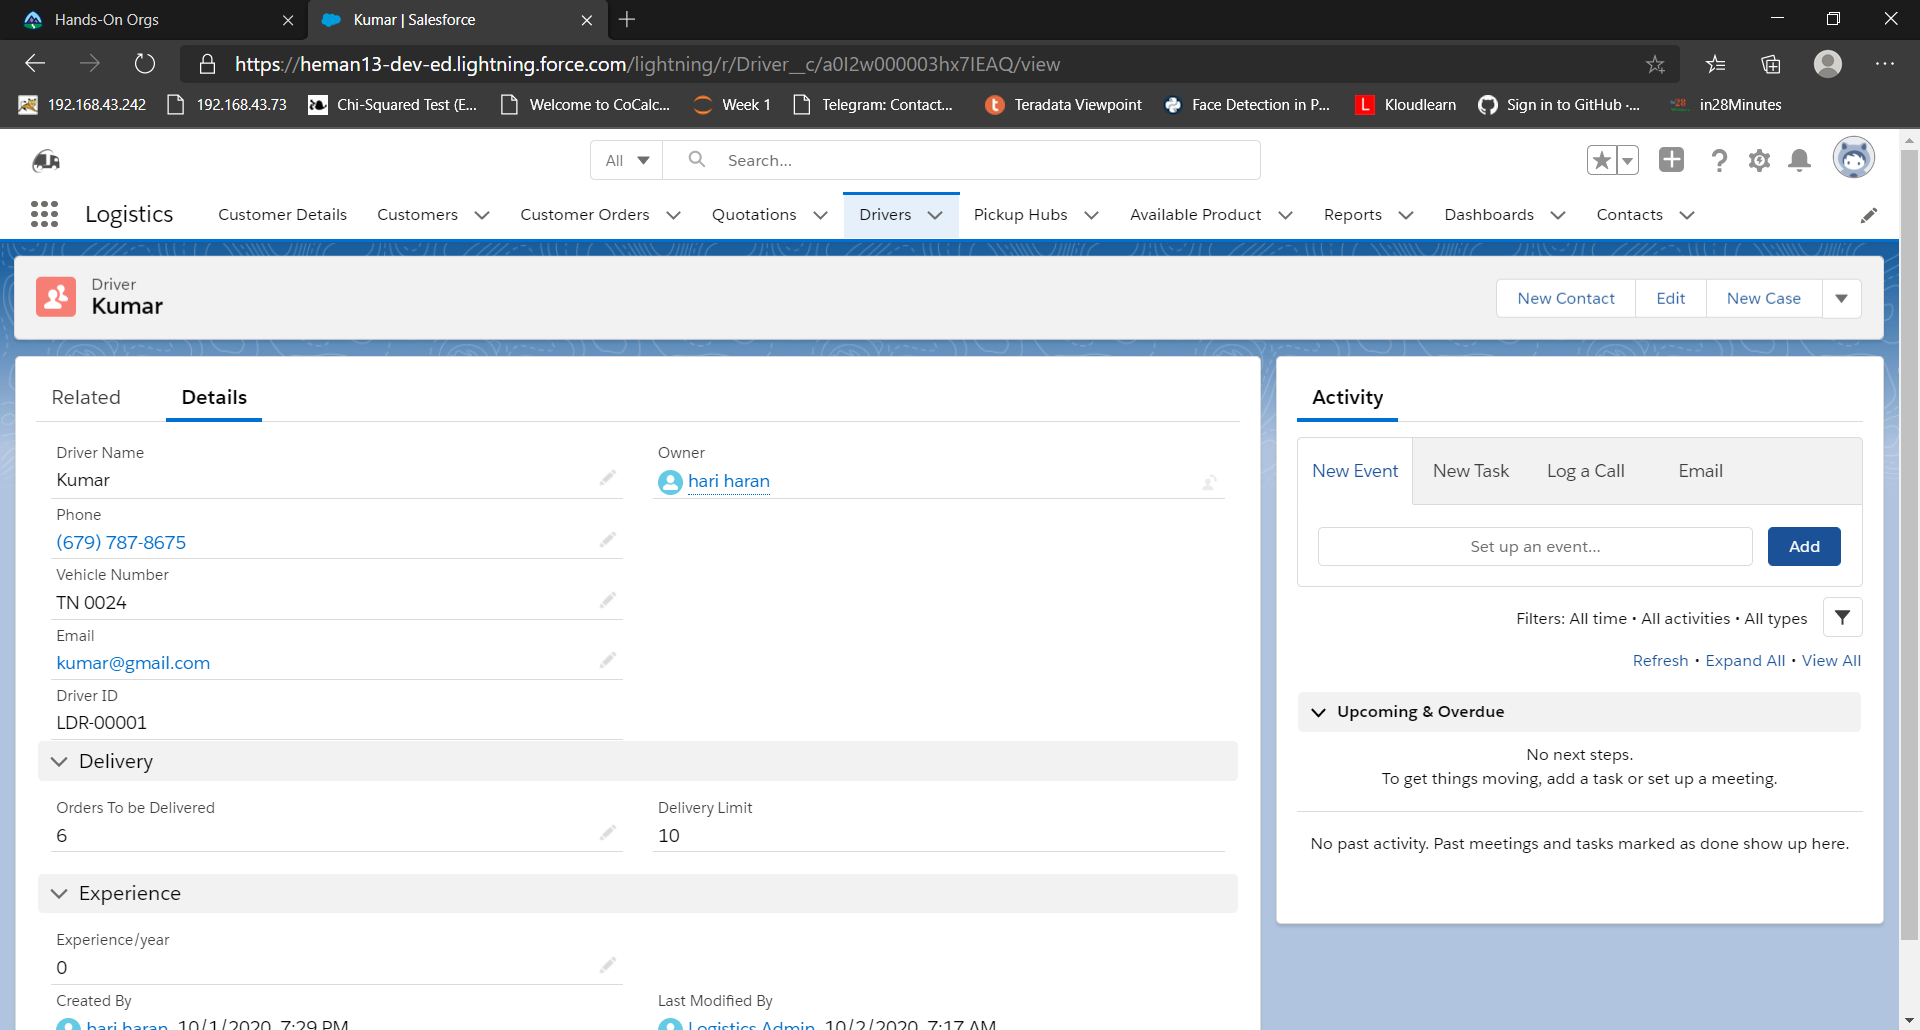 Hands-On Orgs
Kumar | Salesforce
https://heman13-dev-ed.lightning.force.com/lightning/r/Driver__c/a0I2w000003hx7IEAQ/view
192.168.43.242
192.168.43.73
Chi-Squared Test (E...
Welcome to CoCalc...
Week 1
Telegram: Contact...
Teradata Viewpoint
Face Detection in P...
Kloudlearn
Sign in to GitHub ·...
in28Minutes
All
Search...
Logistics
Customer Details
Customers
Customer Orders
Quotations
Drivers
Pickup Hubs
Available Product
Reports
Dashboards
Contacts
Driver
Kumar
New Contact
Edit
New Case
Related
Details
Driver Name
Kumar
Owner
hari haran
Phone
(679) 787-8675
Vehicle Number
TN 0024
Email
kumar@gmail.com
Driver ID
LDR-00001
Delivery
Orders To be Delivered
6
Delivery Limit
10
Experience
Experience/year
0
Created By
hari haran, 10/1/2020, 7:29 PM
Last Modified By
Logistics Admin, 10/2/2020, 7:17 AM
Activity
New Event
New Task
Log a Call
Email
Set up an event...
Add
Filters: All time • All activities • All types
Refresh • Expand All • View All
Upcoming & Overdue
No next steps.
To get things moving, add a task or set up a meeting.
No past activity. Past meetings and tasks marked as done show up here.